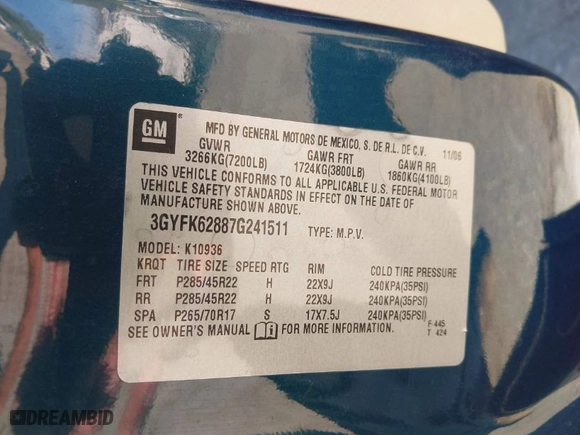 GM
MFD BY GENERAL MOTORS DE MEXICO, S. DE R.L. DE C.V. 11/06
GVWR GAWR FRT GAWR RR
3266KG(7200LB) 1724KG(3800LB) 1860KG(4100LB)
THIS VEHICLE CONFORMS TO ALL APPLICABLE U.S. FEDERAL MOTOR
VEHICLE SAFETY STANDARDS IN EFFECT ON THE DATE OF
MANUFACTURE SHOWN ABOVE.
3GYFK62887G241511 TYPE: M.P.V.
MODEL: K10936
KRQT TIRE SIZE SPEED RTG RIM COLD TIRE PRESSURE
FRT P285/45R22 H 22X9J 240KPA(35PSI)
RR P285/45R22 H 22X9J 240KPA(35PSI)
SPA P265/70R17 S 17X7.5J 240KPA(35PSI)
SEE OWNER'S MANUAL FOR MORE INFORMATION
F 445
T 424
DREAMBID